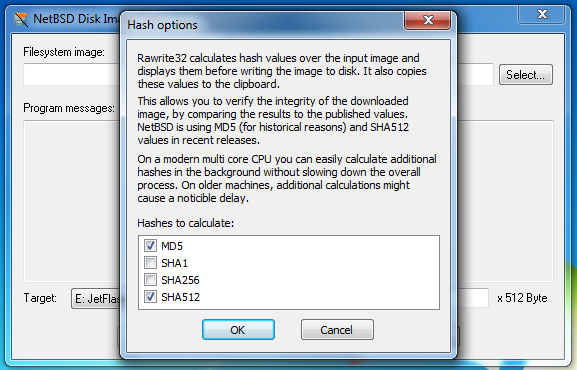 NetBSD Disk Ima
Hash options
Filesystem image:
Select...
Program messages:
Rawrite32 calculates hash values over the input image and
displays them before writing the image to disk. It also copies
these values to the clipboard.
This allows you to verify the integrity of the downloaded
image, by comparing the results to the published values.
NetBSD is using MD5 (for historical reasons) and SHA512
values in recent releases.
On a modern multi core CPU you can easily calculate additional
hashes in the background without slowing down the overall
process. On older machines, additional calculations might
cause a noticible delay.
Hashes to calculate:
MD5
SHA1
SHA256
SHA512
Target:
E: JetFlas
x 512 Byte
OK
Cancel